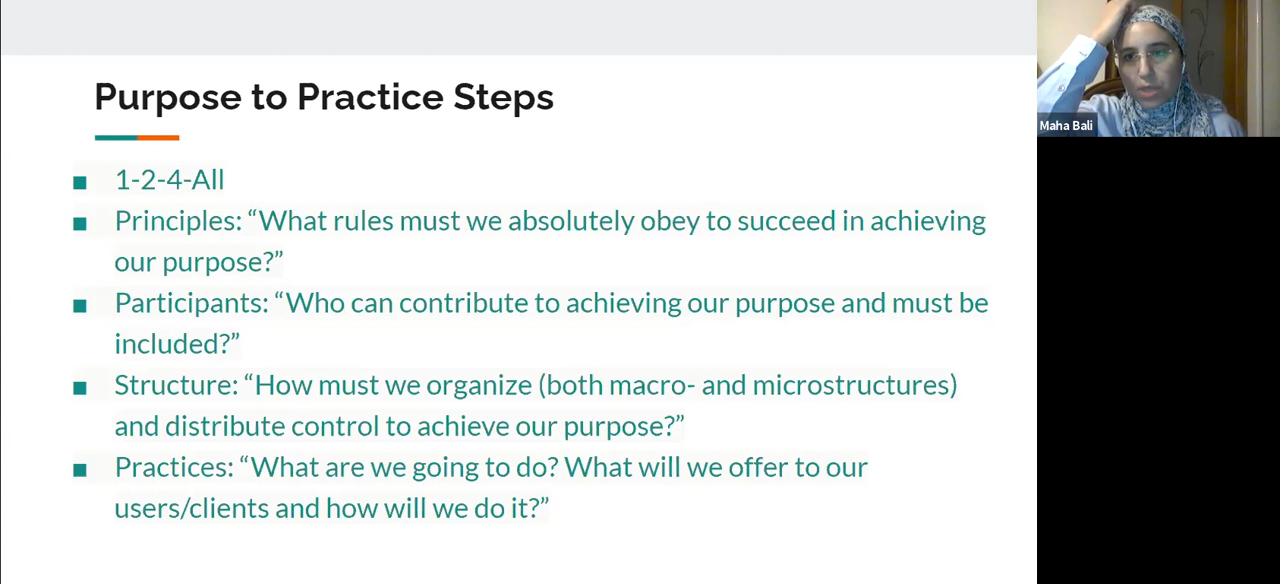 Purpose to Practice Steps
1-2-4-All
Principles: “What rules must we absolutely obey to succeed in achieving
our purpose?”
Participants: “Who can contribute to achieving our purpose and must be
included?”
Structure: “How must we organize (both macro- and microstructures)
and distribute control to achieve our purpose?”
Practices: “What are we going to do? What will we offer to our
users/clients and how will we do it?”
Maha Bali